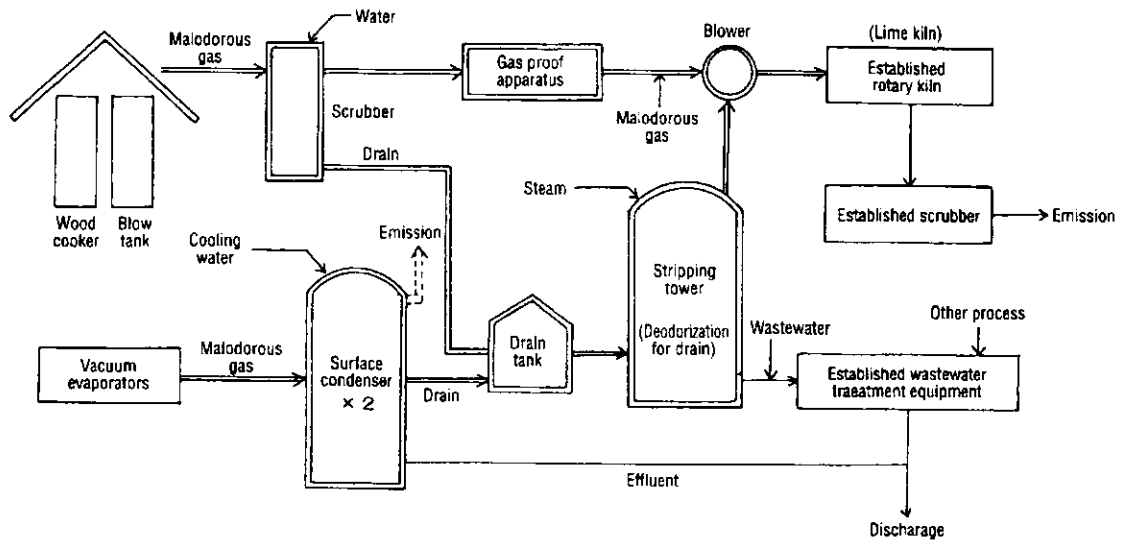 Water
Malodorous
gas
Scrubber
Gas proof
apparatus
Blower
Malodorous
gas
(Lime kiln)
Established
rotary kiln
Drain
Wood
cooker
Blow
tank
Steam
Established scrubber
Emission
Cooling
water
Emission
Stripping
tower
(Deodorization
for drain)
Wastewater
Other process
Vacuum
evaporators
Malodorous
gas
Surface
condenser
× 2
Drain
Drain
tank
Established wastewater
traeatment equipment
Effluent
Discharage